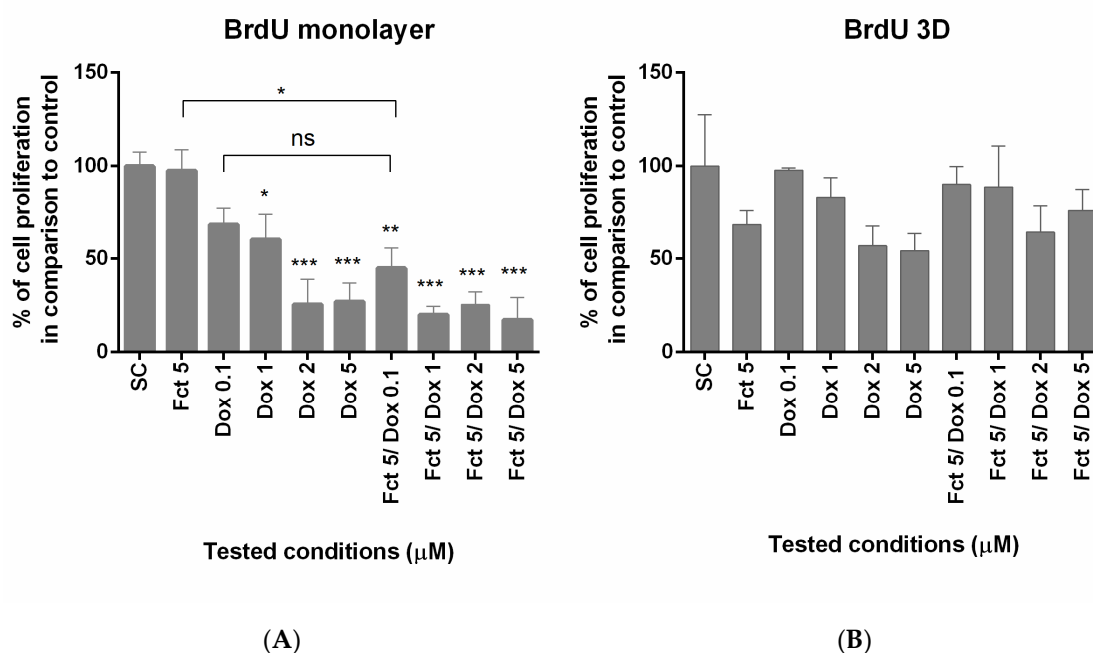 BrdU monolayer
% of cell proliferation
in comparison to control
150
100
50
0
*
ns
*
***
***
**
***
***
***
SC
Fct 5
Dox 0.1
Dox 1
Dox 2
Dox 5
Fct 5/ Dox 0.1
Fct 5/ Dox 1
Fct 5/ Dox 2
Fct 5/ Dox 5
Tested conditions (μM)
(A)
BrdU 3D
% of cell proliferation
in comparison to control
150
100
50
0
SC
Fct 5
Dox 0.1
Dox 1
Dox 2
Dox 5
Fct 5/ Dox 0.1
Fct 5/ Dox 1
Fct 5/ Dox 2
Fct 5/ Dox 5
Tested conditions (μM)
(B)